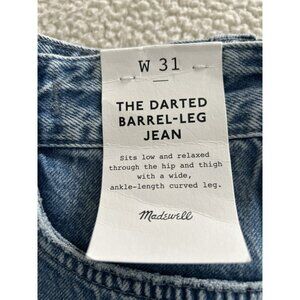 W 31
THE DARTED
BARREL-LEG
JEAN
Sits low and relaxed
through the hip and thigh
with a wide,
ankle-length curved leg.
Madewell